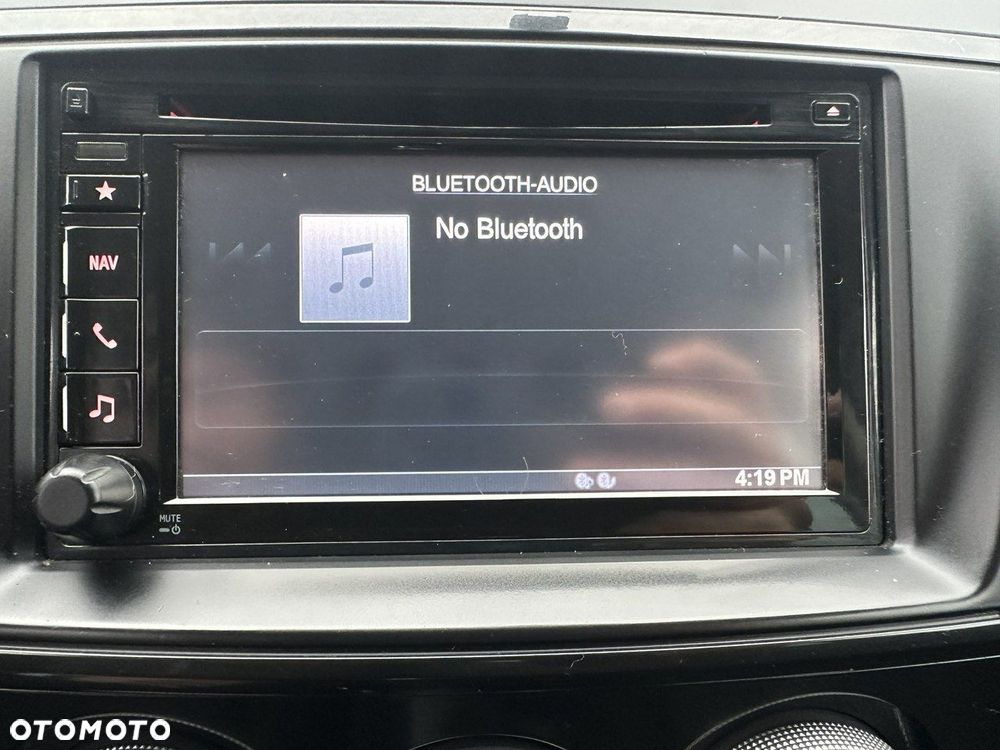 BLUETOOTH-AUDIO
No Bluetooth
NAV
4:19 PM
MUTE
OTOMOTO